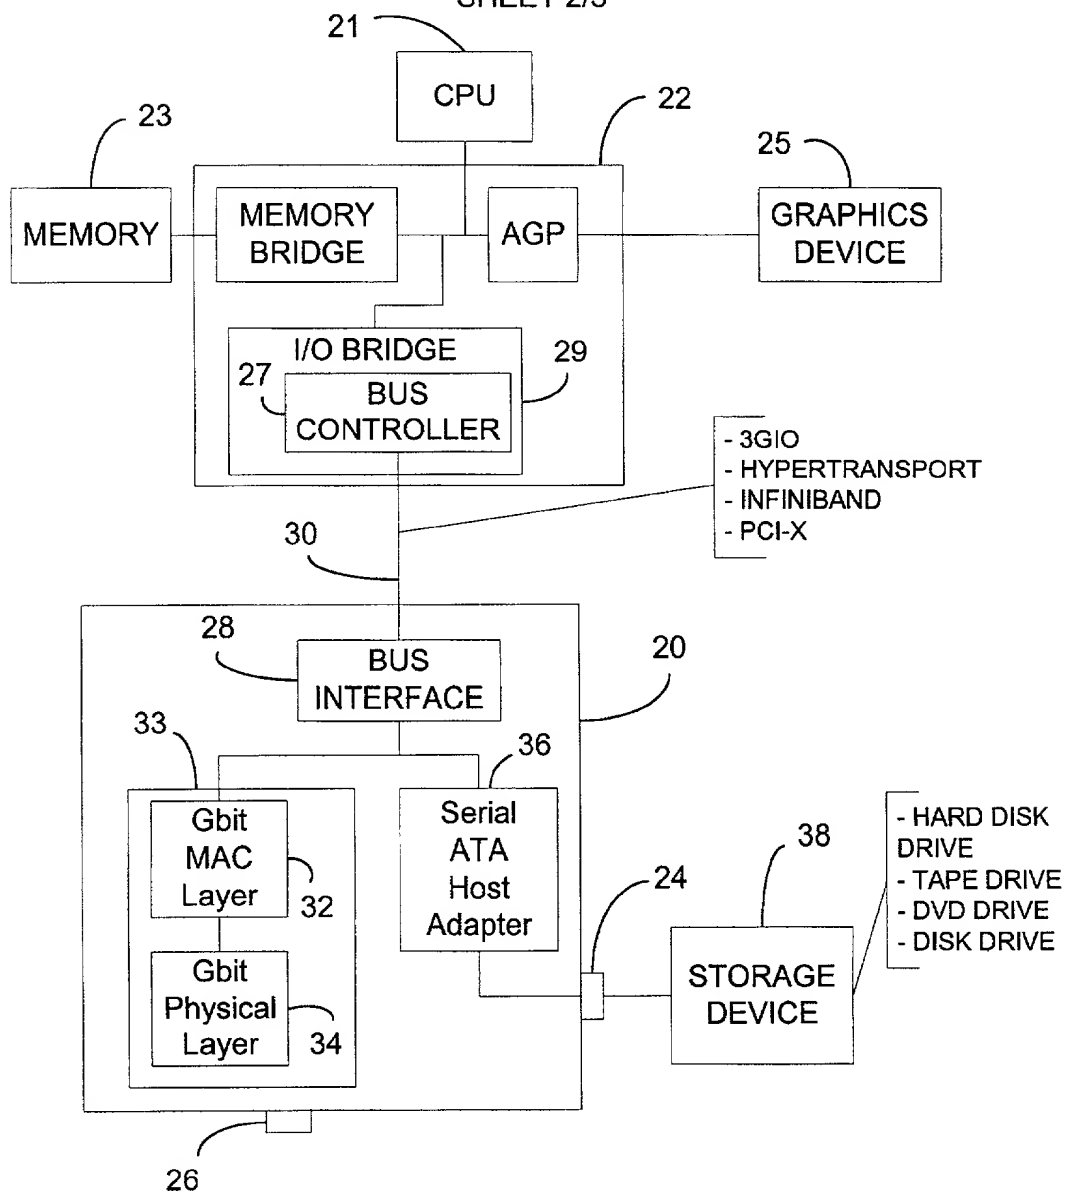 SHEET 2/3
21
CPU
22
23
25
MEMORY
MEMORY
BRIDGE
AGP
GRAPHICS
DEVICE
I/O BRIDGE
29
27
BUS
CONTROLLER
- 3GIO
- HYPERTRANSPORT
- INFINIBAND
- PCI-X
30
28
BUS
INTERFACE
20
33
36
Gbit
MAC
Layer
32
Serial
ATA
Host
Adapter
24
38
- HARD DISK
DRIVE
- TAPE DRIVE
- DVD DRIVE
- DISK DRIVE
Gbit
Physical
Layer
34
STORAGE
DEVICE
26